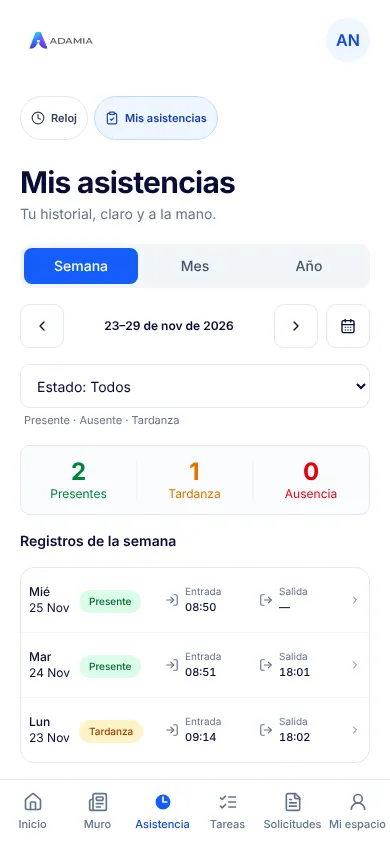 ADAMIA
AN
Reloj
Mis asistencias
Mis asistencias
Tu historial, claro y a la mano.
Semana Mes Año
23–29 de nov de 2026
Estado: Todos
Presente · Ausente · Tardanza
2 1 0
Presentes Tardanza Ausencia
Registros de la semana
Mié
25 Nov
Presente
Entrada
08:50
Salida
—
Mar
24 Nov
Presente
Entrada
08:51
Salida
18:01
Lun
23 Nov
Tardanza
Entrada
09:14
Salida
18:02
Inicio Muro Asistencia Tareas Solicitudes Mi espacio